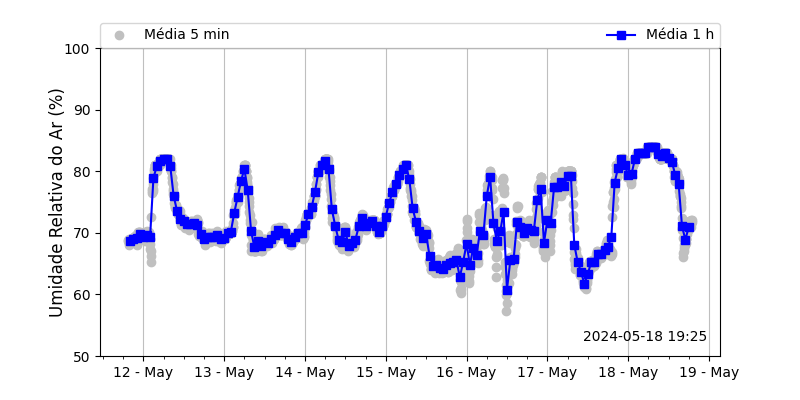 Média 5 min
Média 1 h
Umidade Relativa do Ar (%)
100
90
80
70
60
50
2024-05-18 19:25
12 - May
13 - May
14 - May
15 - May
16 - May
17 - May
18 - May
19 - May